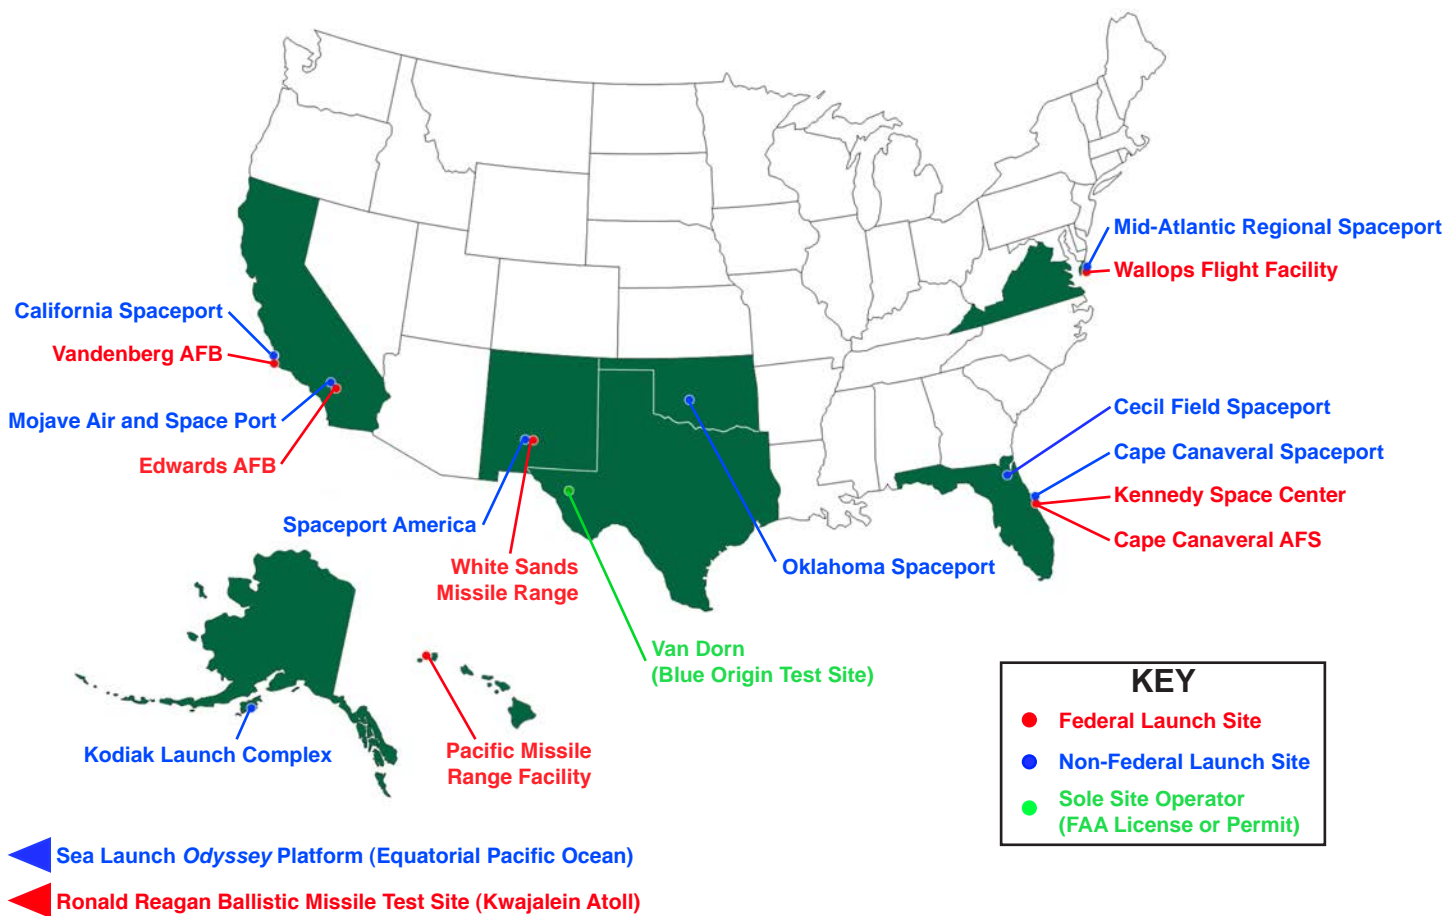 Mid-Atlantic Regional Spaceport
Wallops Flight Facility
California Spaceport
Vandenberg AFB
Mojave Air and Space Port
Edwards AFB
Cecil Field Spaceport
Cape Canaveral Spaceport
Kennedy Space Center
Cape Canaveral AFS
Spaceport America
White Sands
Missile Range
Oklahoma Spaceport
Van Dorn
(Blue Origin Test Site)
Kodiak Launch Complex
Pacific Missile
Range Facility
KEY
Federal Launch Site
Non-Federal Launch Site
Sole Site Operator
(FAA License or Permit)
Sea Launch Odyssey Platform (Equatorial Pacific Ocean)
Ronald Reagan Ballistic Missile Test Site (Kwajalein Atoll)